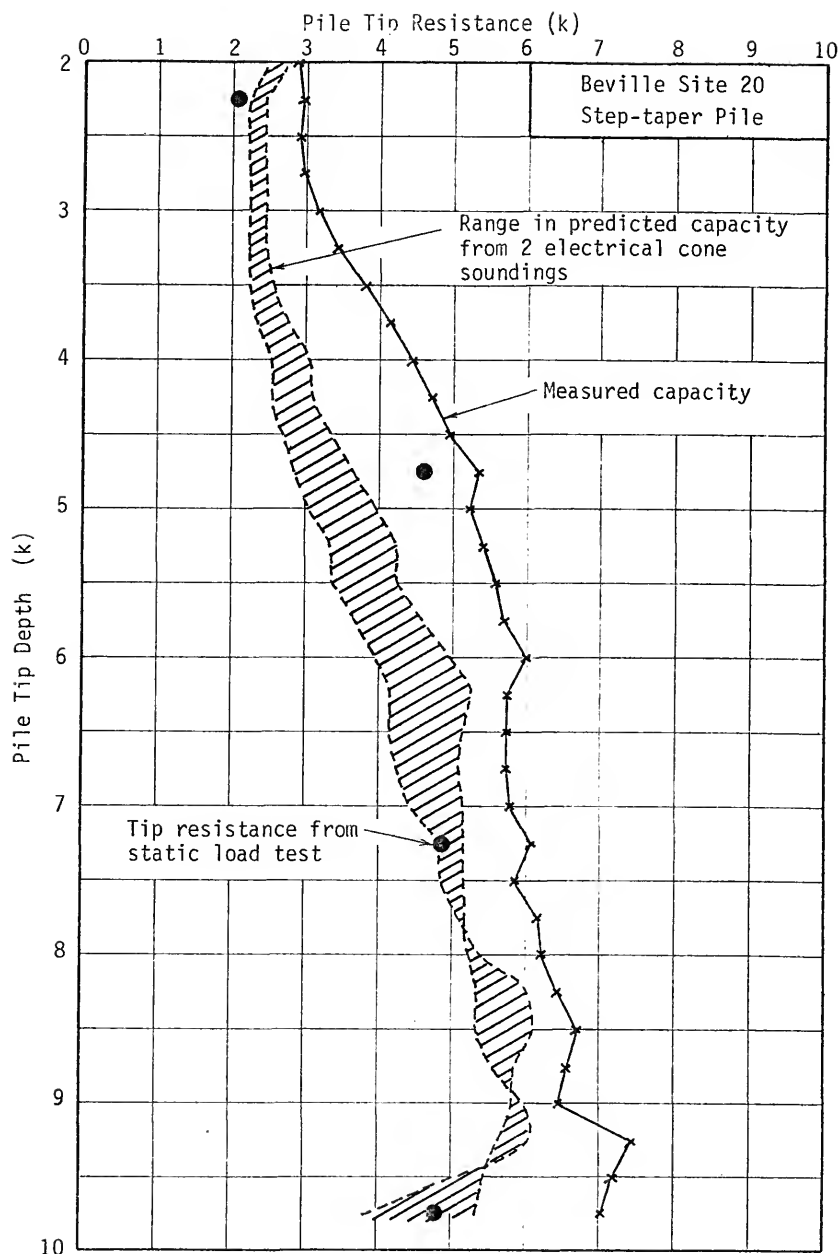 Pile Tip Resistance (k)
0 1 2 3 4 5 6 7 8 9 10
Beville Site 20
Step-taper Pile
Range in predicted capacity
from 2 electrical cone
soundings
Measured capacity
Tip resistance from
static load test
Pile Tip Depth (k)
2
3
4
5
6
7
8
9
10